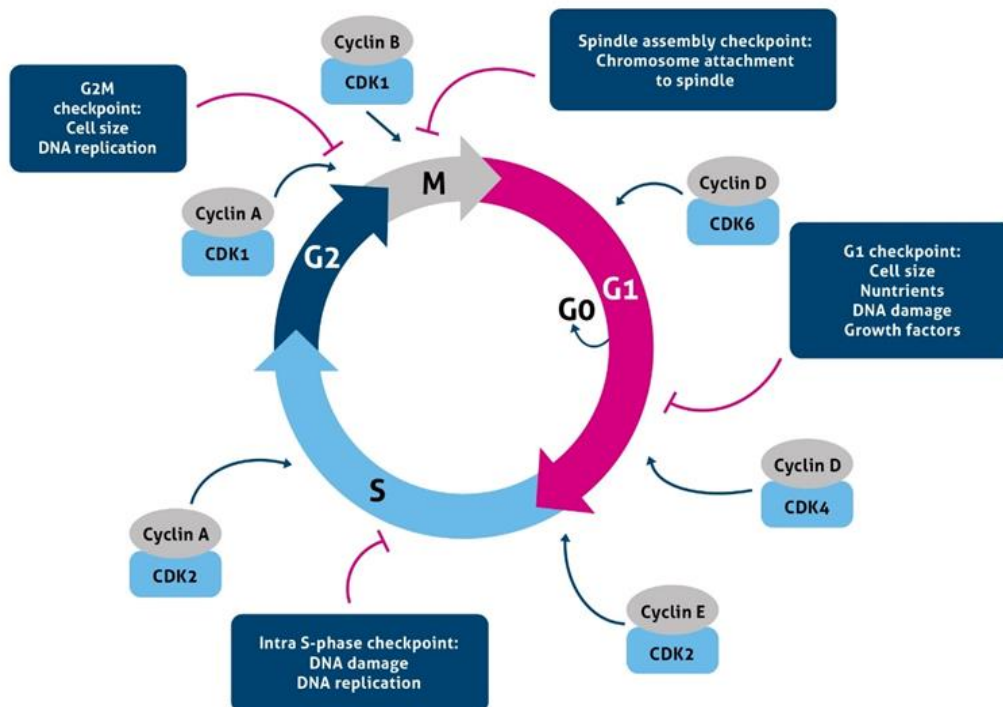 Cyclin B
CDK1
Spindle assembly checkpoint:
Chromosome attachment
to spindle
G2M
checkpoint:
Cell size
DNA replication
M
Cyclin A
CDK1
Cyclin D
CDK6
G2
G1
G0
G1 checkpoint:
Cell size
Nuntrients
DNA damage
Growth factors
S
Cyclin D
CDK4
Cyclin A
CDK2
Cyclin E
CDK2
Intra S-phase checkpoint:
DNA damage
DNA replication